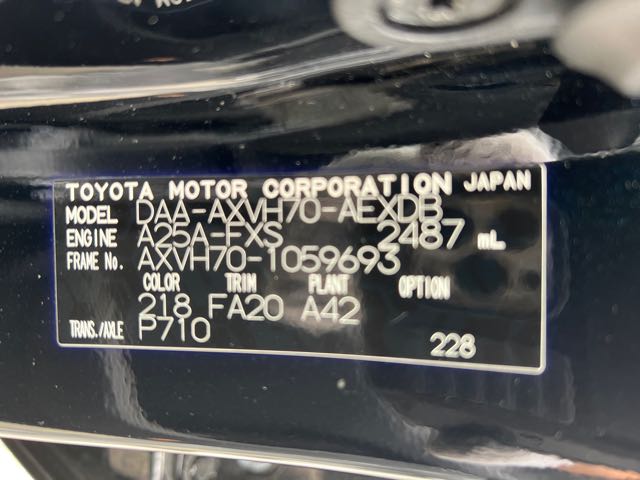 TOYOTA MOTOR CORPORATION JAPAN
MODEL DAA-AXVH70-AEXDB
ENGINE A25A-FXS 2487 mL
FRAME No. AXVH70-1059693
COLOR TRIM PLANT OPTION
218 FA20 A42
TRANS./AXLE P710
228